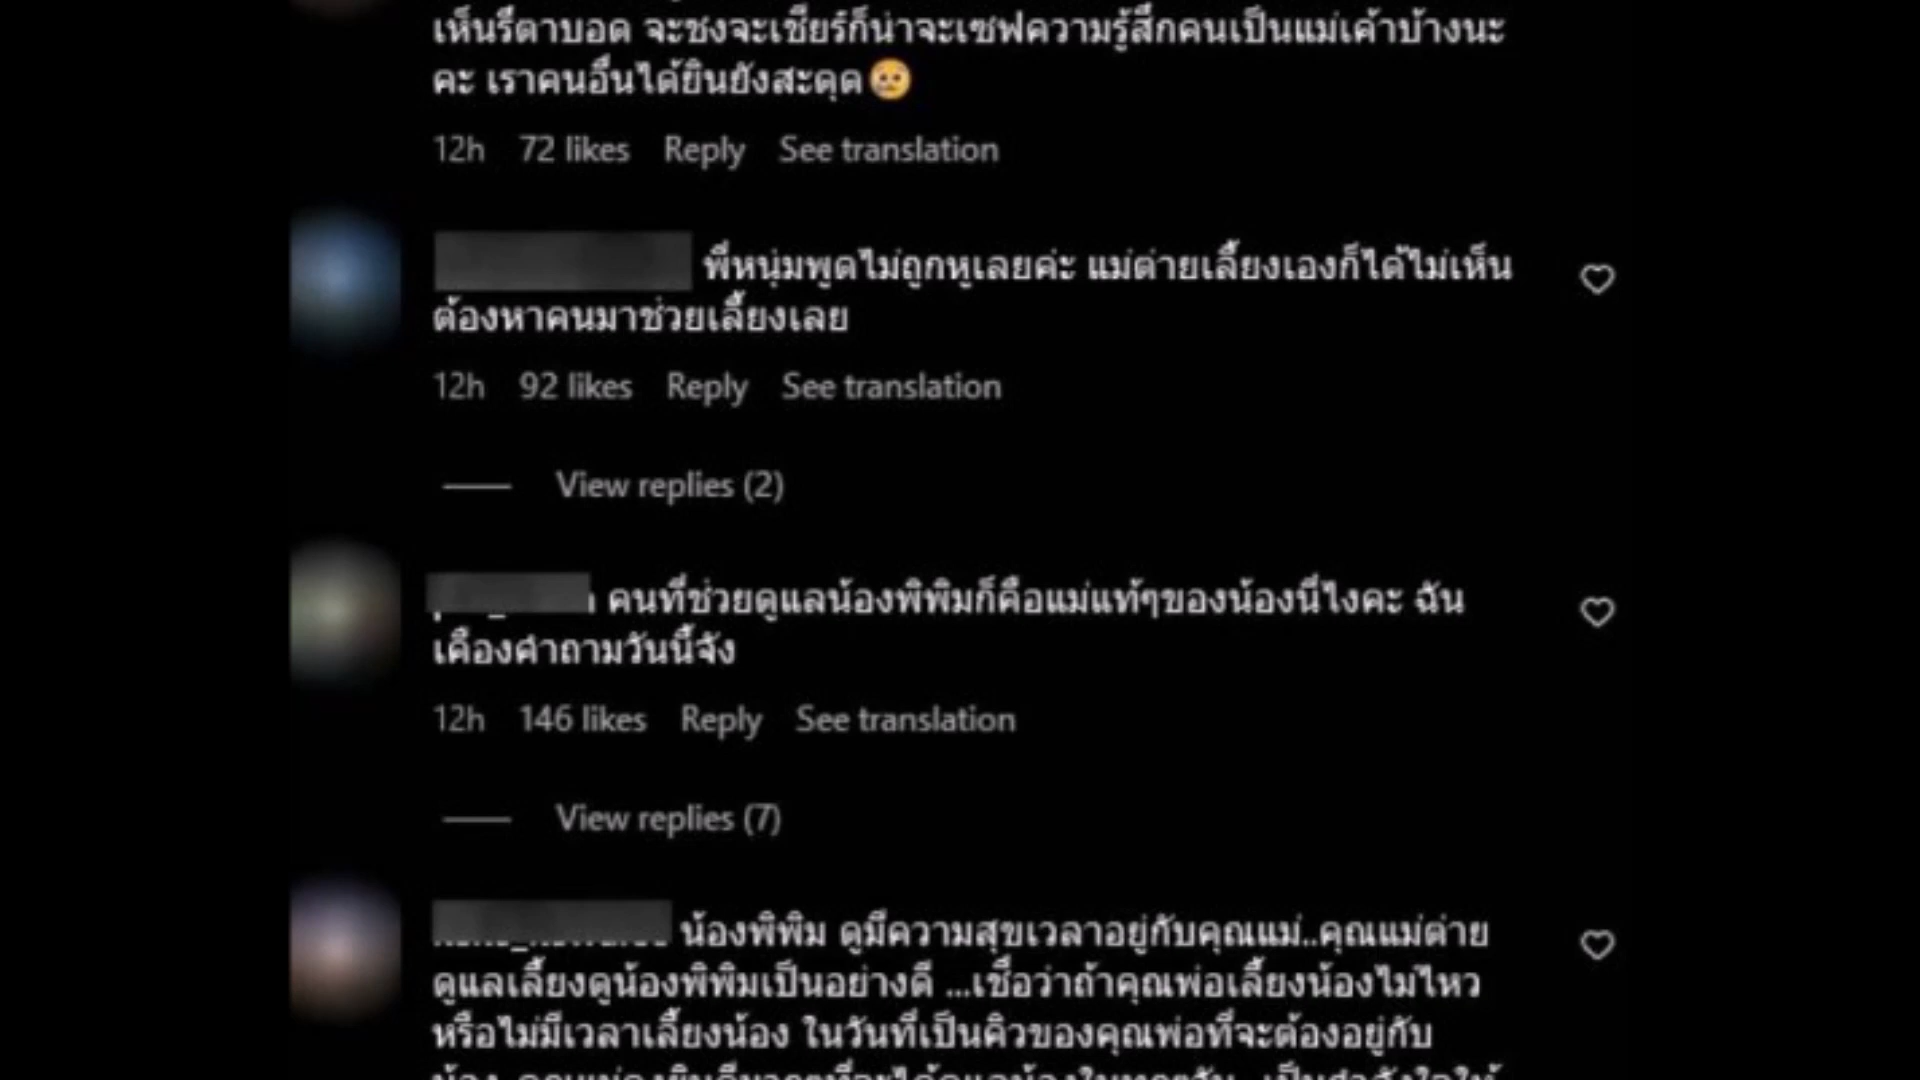 เห็นรึตาบอด จะชงจะเชียร์ก็น่าจะเซฟความรู้สึกคนเป็นแม่เค้าบ้างนะ
คะ เราคนอื่นได้ยินยังสะดุด🥲
12h 72 likes Reply See translation
พี่หนุ่มพูดไม่ถูกหูเลยค่ะ แม่ต่ายเลี้ยงเองก็ได้ไม่เห็น
ต้องหาคนมาช่วยเลี้ยงเลย
12h 92 likes Reply See translation
View replies (2)
คนที่ช่วยดูแลน้องพิพิมก็คือแม่แท้ๆของน้องนี่ไงคะ ฉัน
เคืองคำถามวันนี้จัง
12h 146 likes Reply See translation
View replies (7)
น้องพิพิม ดูมีความสุขเวลาอยู่กับคุณแม่..คุณแม่ต่าย
ดูแลเลี้ยงดูน้องพิพิมเป็นอย่างดี ...เชื่อว่าถ้าคุณพ่อเลี้ยงน้องไม่ไหว
หรือไม่มีเวลาเลี้ยงน้อง ในวันที่เป็นคิวของคุณพ่อที่จะต้องอยู่กับ